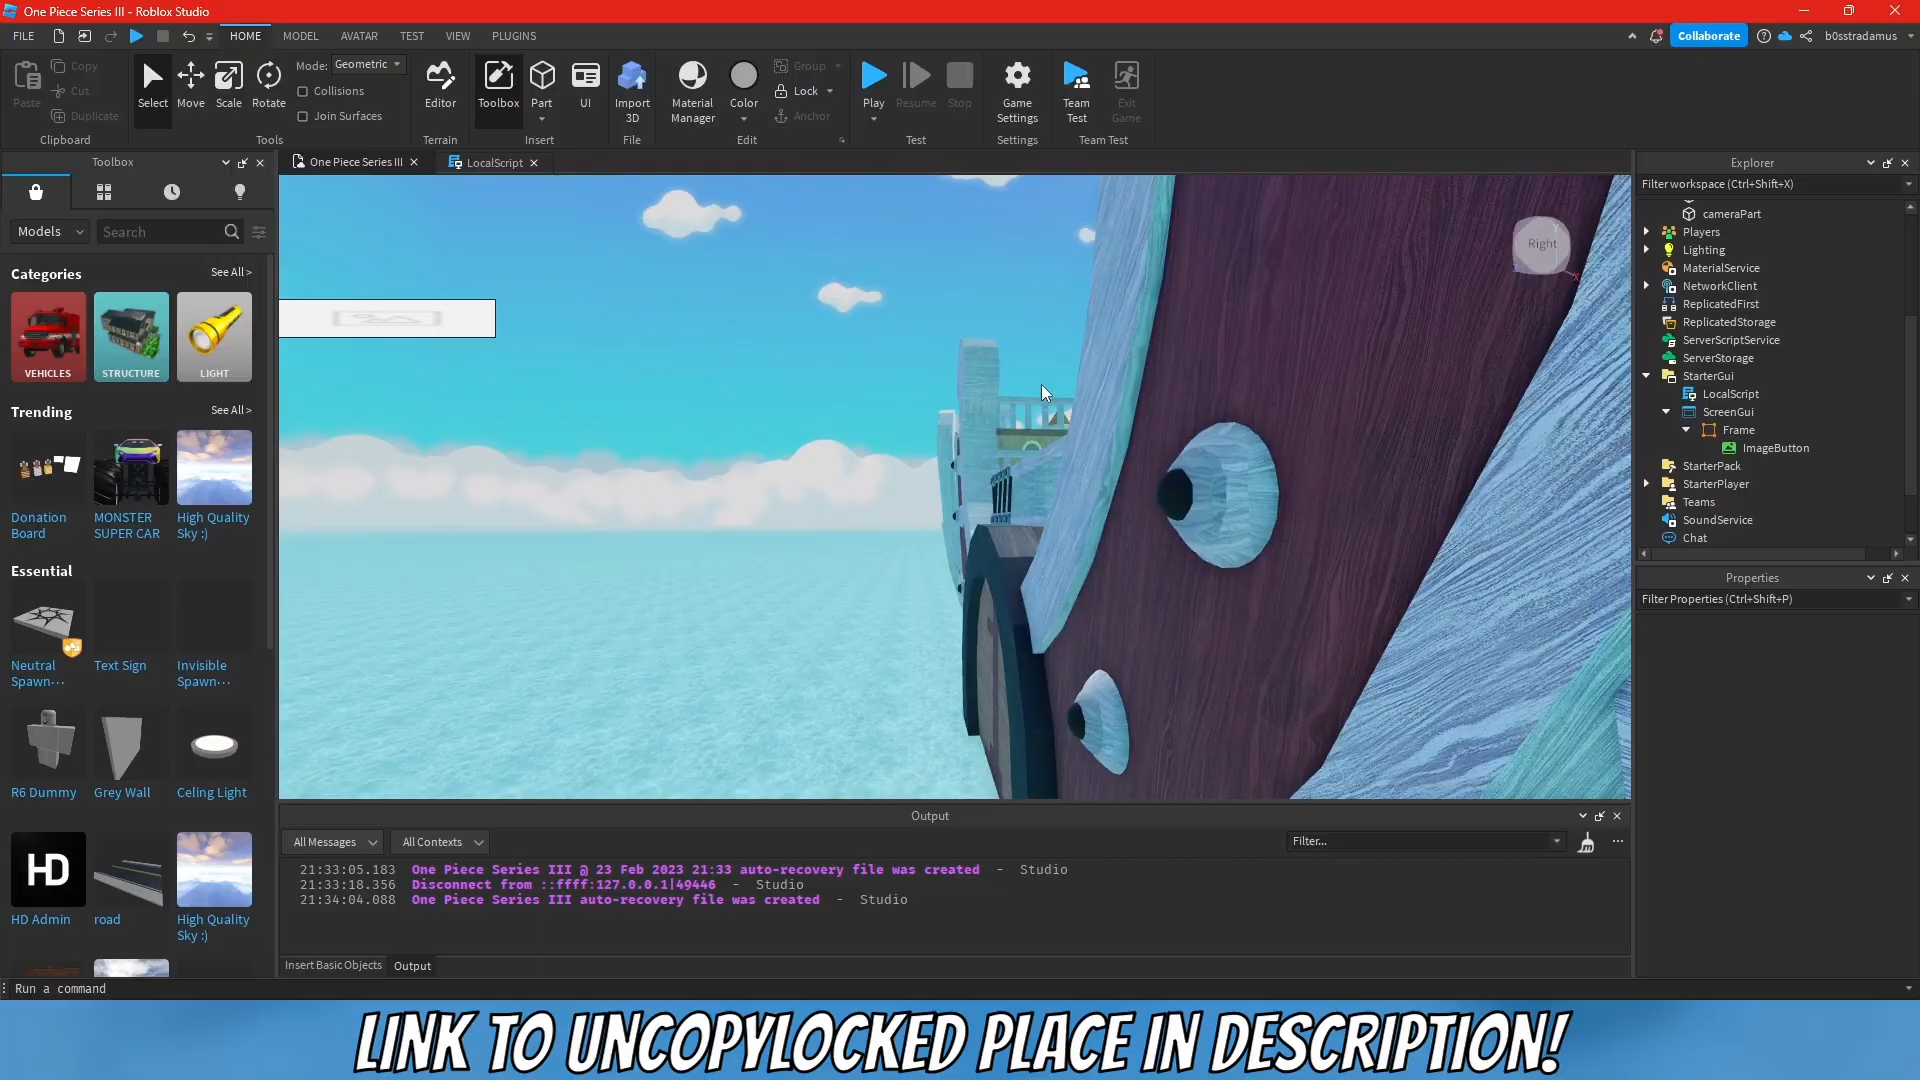 One Piece Series III - Roblox Studio
FILE
HOME
MODEL
AVATAR
TEST
VIEW
PLUGINS
Collaborate
b0sstradamus
Paste
Copy
Cut
Duplicate
Clipboard
Select
Move
Scale
Rotate
Mode:
Geometric
Collisions
Join Surfaces
Tools
Editor
Terrain
Toolbox
Part
UI
Insert
Import
3D
File
Material
Manager
Color
Group
Lock
Anchor
Edit
Play
Resume
Stop
Test
Game
Settings
Settings
Team
Test
Exit
Game
Team Test
Toolbox
One Piece Series III
LocalScript
Models
Search
Categories
See All >
VEHICLES
STRUCTURE
LIGHT
Trending
See All >
Donation
Board
MONSTER
SUPER CAR
High Quality
Sky :)
Essential
Neutral
Spawn...
Text Sign
Invisible
Spawn...
R6 Dummy
Grey Wall
Celing Light
HD
HD Admin
road
High Quality
Sky :)
Right
Explorer
Filter workspace (Ctrl+Shift+X)
cameraPart
Players
Lighting
MaterialService
NetworkClient
ReplicatedFirst
ReplicatedStorage
ServerScriptService
ServerStorage
StarterGui
LocalScript
ScreenGui
Frame
ImageButton
StarterPack
StarterPlayer
Teams
SoundService
Chat
Properties
Filter Properties (Ctrl+Shift+P)
Output
All Messages
All Contexts
Filter...
21:33:05.183 One Piece Series III @ 23 Feb 2023 21:33 auto-recovery file was created - Studio
21:33:18.356 Disconnect from ::ffff:127.0.0.1|49446 - Studio
21:34:04.088 One Piece Series III auto-recovery file was created - Studio
Insert Basic Objects
Output
Run a command
LINK TO UNCOPYLOCKED PLACE IN DESCRIPTION!